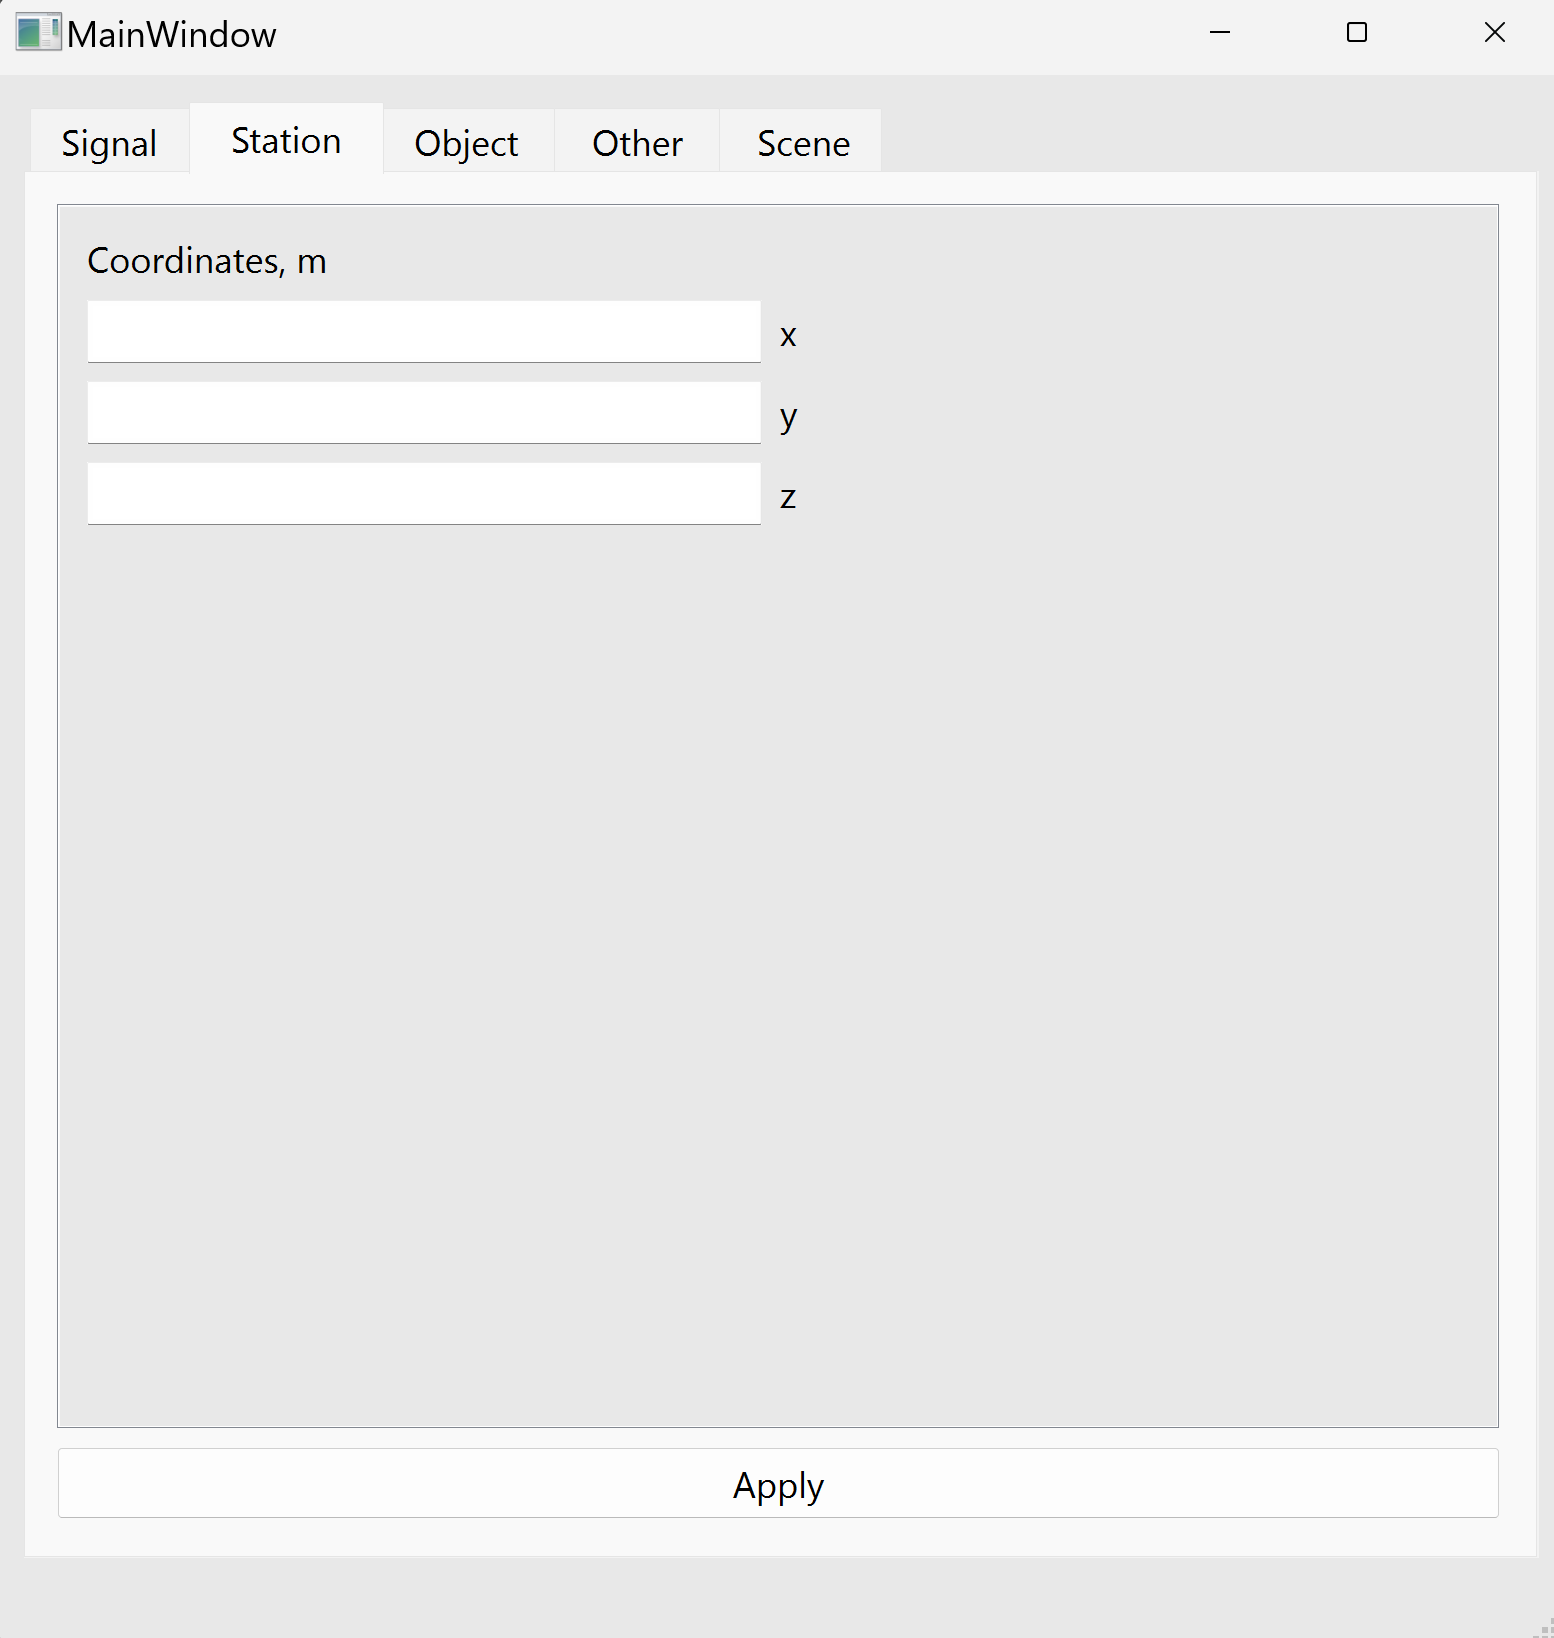 MainWindow
Signal Station Object Other Scene
Coordinates, m
x
y
z
Apply